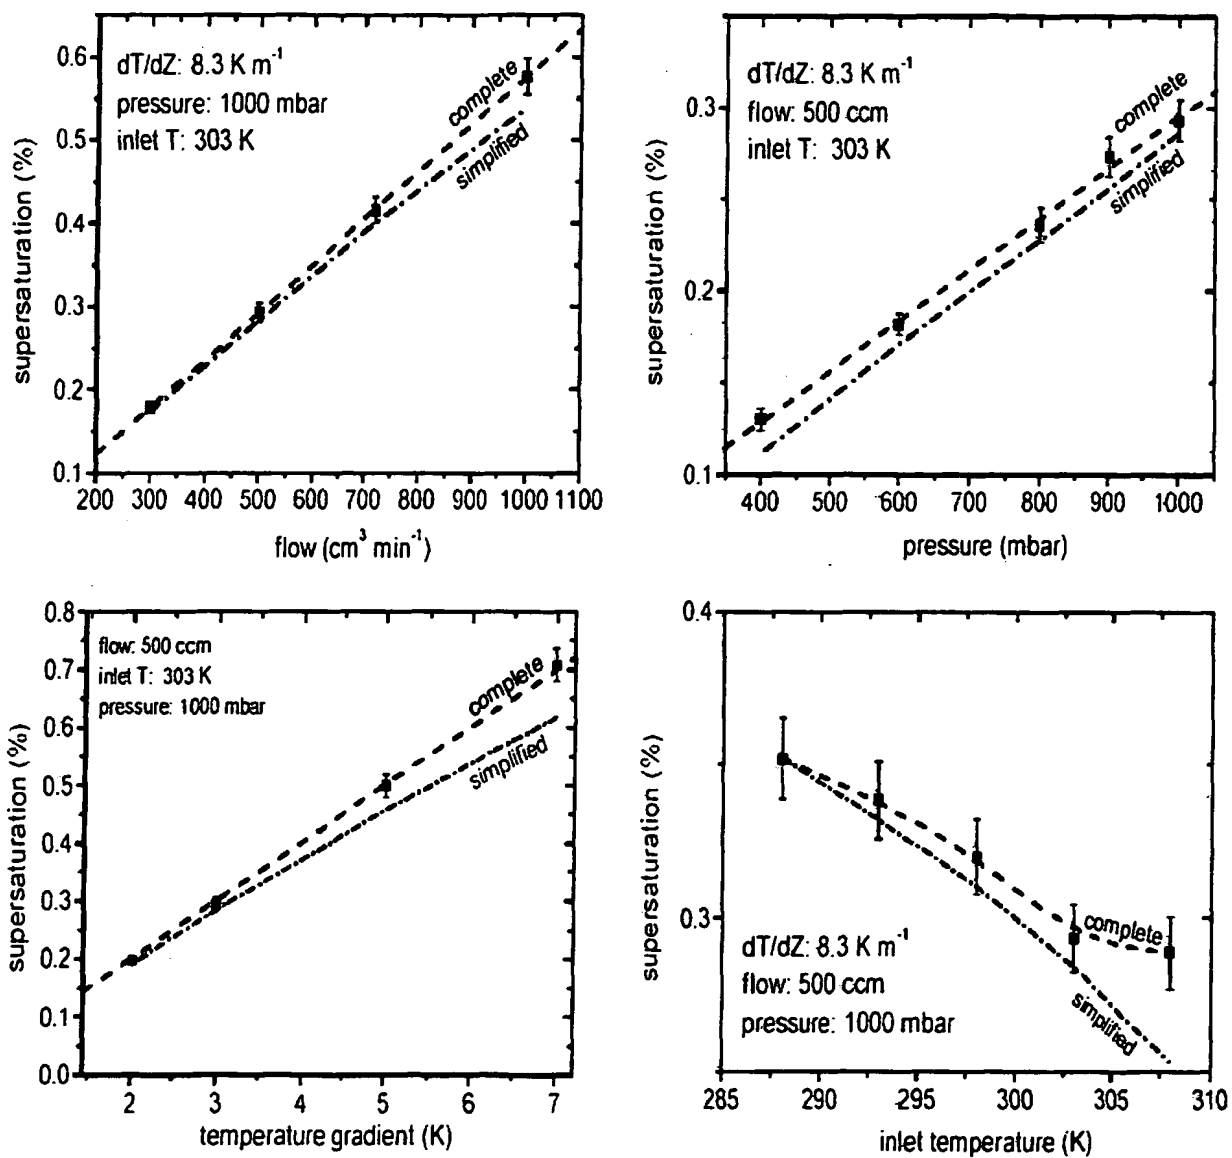 dT/dZ: 8.3 K m⁻¹
pressure: 1000 mbar
inlet T: 303 K
complete
simplified
supersaturation (%)
0.6
0.5
0.4
0.3
0.2
0.1
200 300 400 500 600 700 800 900 1000 1100
flow (cm³ min⁻¹)
dT/dZ: 8.3 K m⁻¹
flow: 500 ccm
inlet T: 303 K
complete
simplified
supersaturation (%)
0.3
0.2
0.1
400 500 600 700 800 900 1000
pressure (mbar)
flow: 500 ccm
inlet T: 303 K
pressure: 1000 mbar
complete
simplified
supersaturation (%)
0.8
0.7
0.6
0.5
0.4
0.3
0.2
0.1
0.0
2 3 4 5 6 7
temperature gradient (K)
0.4
0.3
supersaturation (%)
complete
simplified
dT/dZ: 8.3 K m⁻¹
flow: 500 ccm
pressure: 1000 mbar
285 290 295 300 305 310
inlet temperature (K)